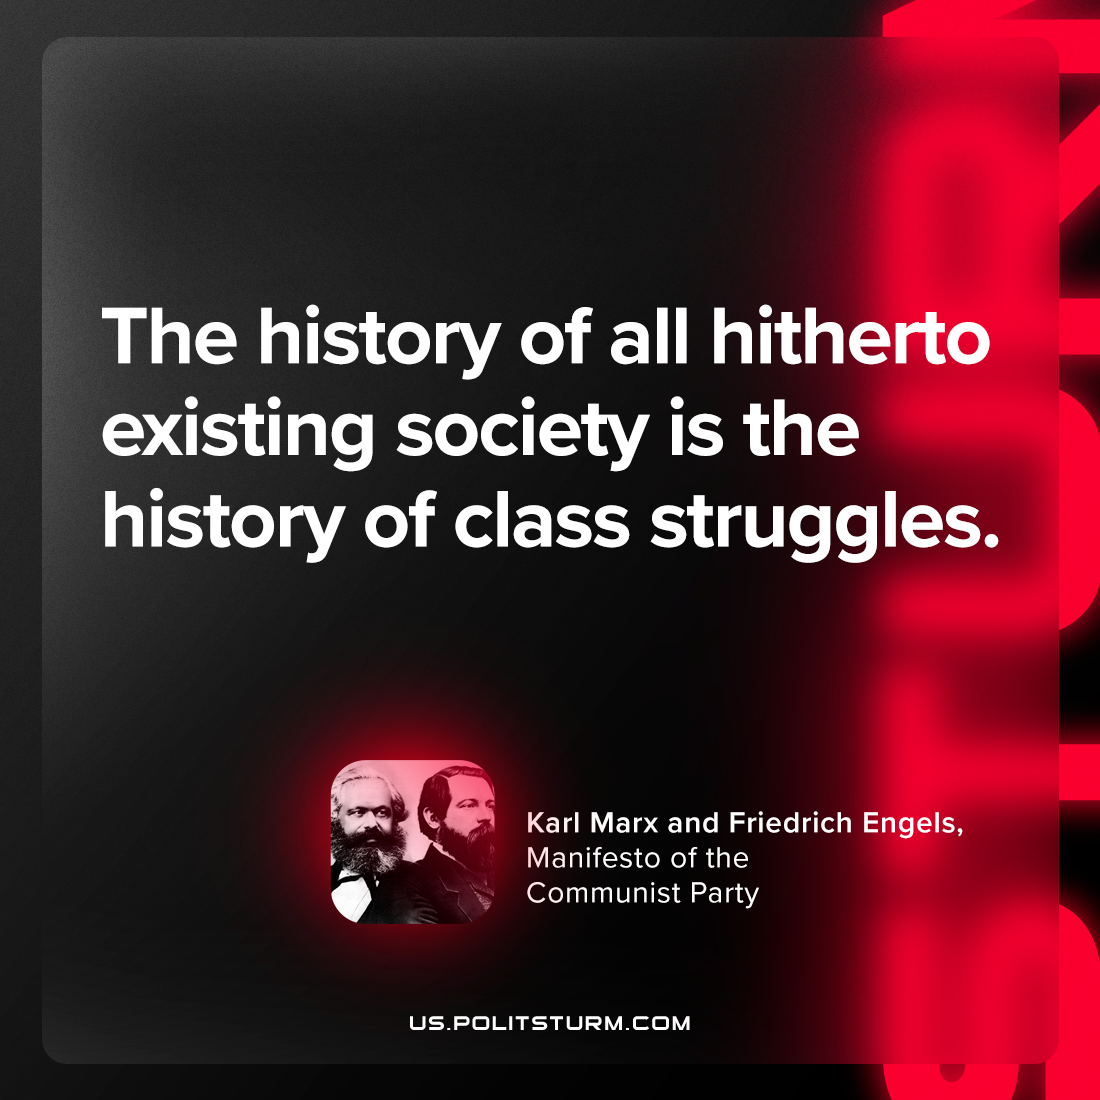 The history of all hitherto
existing society is the
history of class struggles.
Karl Marx and Friedrich Engels,
Manifesto of the
Communist Party
US.POLITSTURM.COM